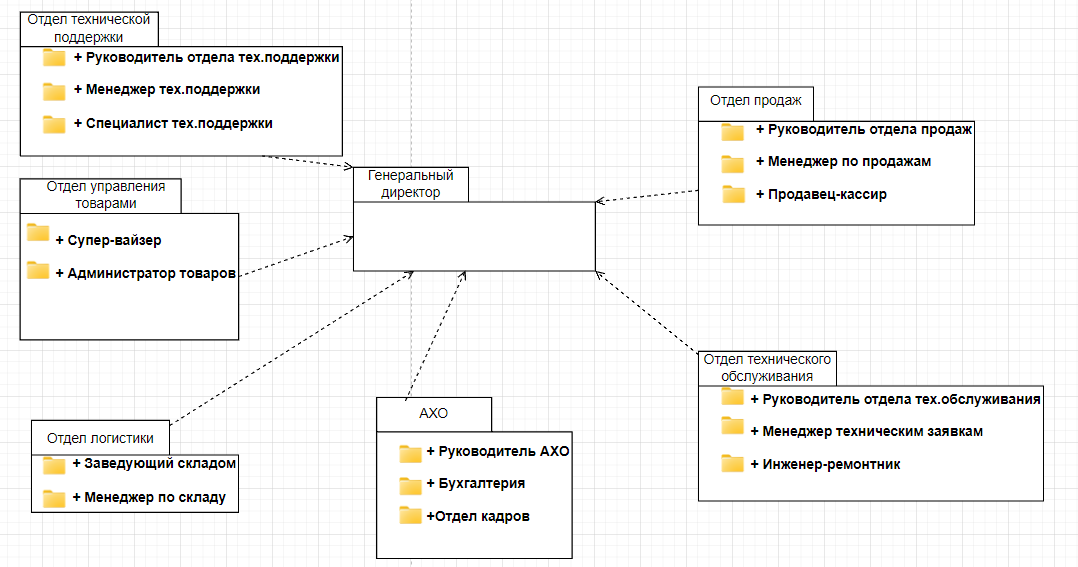 Отдел технической
поддержки
+ Руководитель отдела тех.поддержки
+ Менеджер тех.поддержки
+ Специалист тех.поддержки
Отдел управления
товарами
+ Супер-вайзер
+ Администратор товаров
Генеральный
директор
Отдел продаж
+ Руководитель отдела продаж
+ Менеджер по продажам
+ Продавец-кассир
Отдел логистики
+ Заведующий складом
+ Менеджер по складу
АХО
+ Руководитель АХО
+ Бухгалтерия
+Отдел кадров
Отдел технического
обслуживания
+ Руководитель отдела тех.обслуживания
+ Менеджер техническим заявкам
+ Инженер-ремонтник